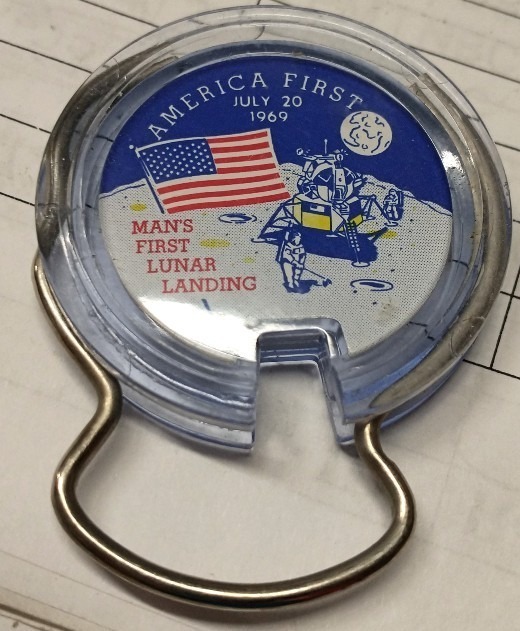 AMERICA FIRST
JULY 20
1969
MAN'S
FIRST
LUNAR
LANDING